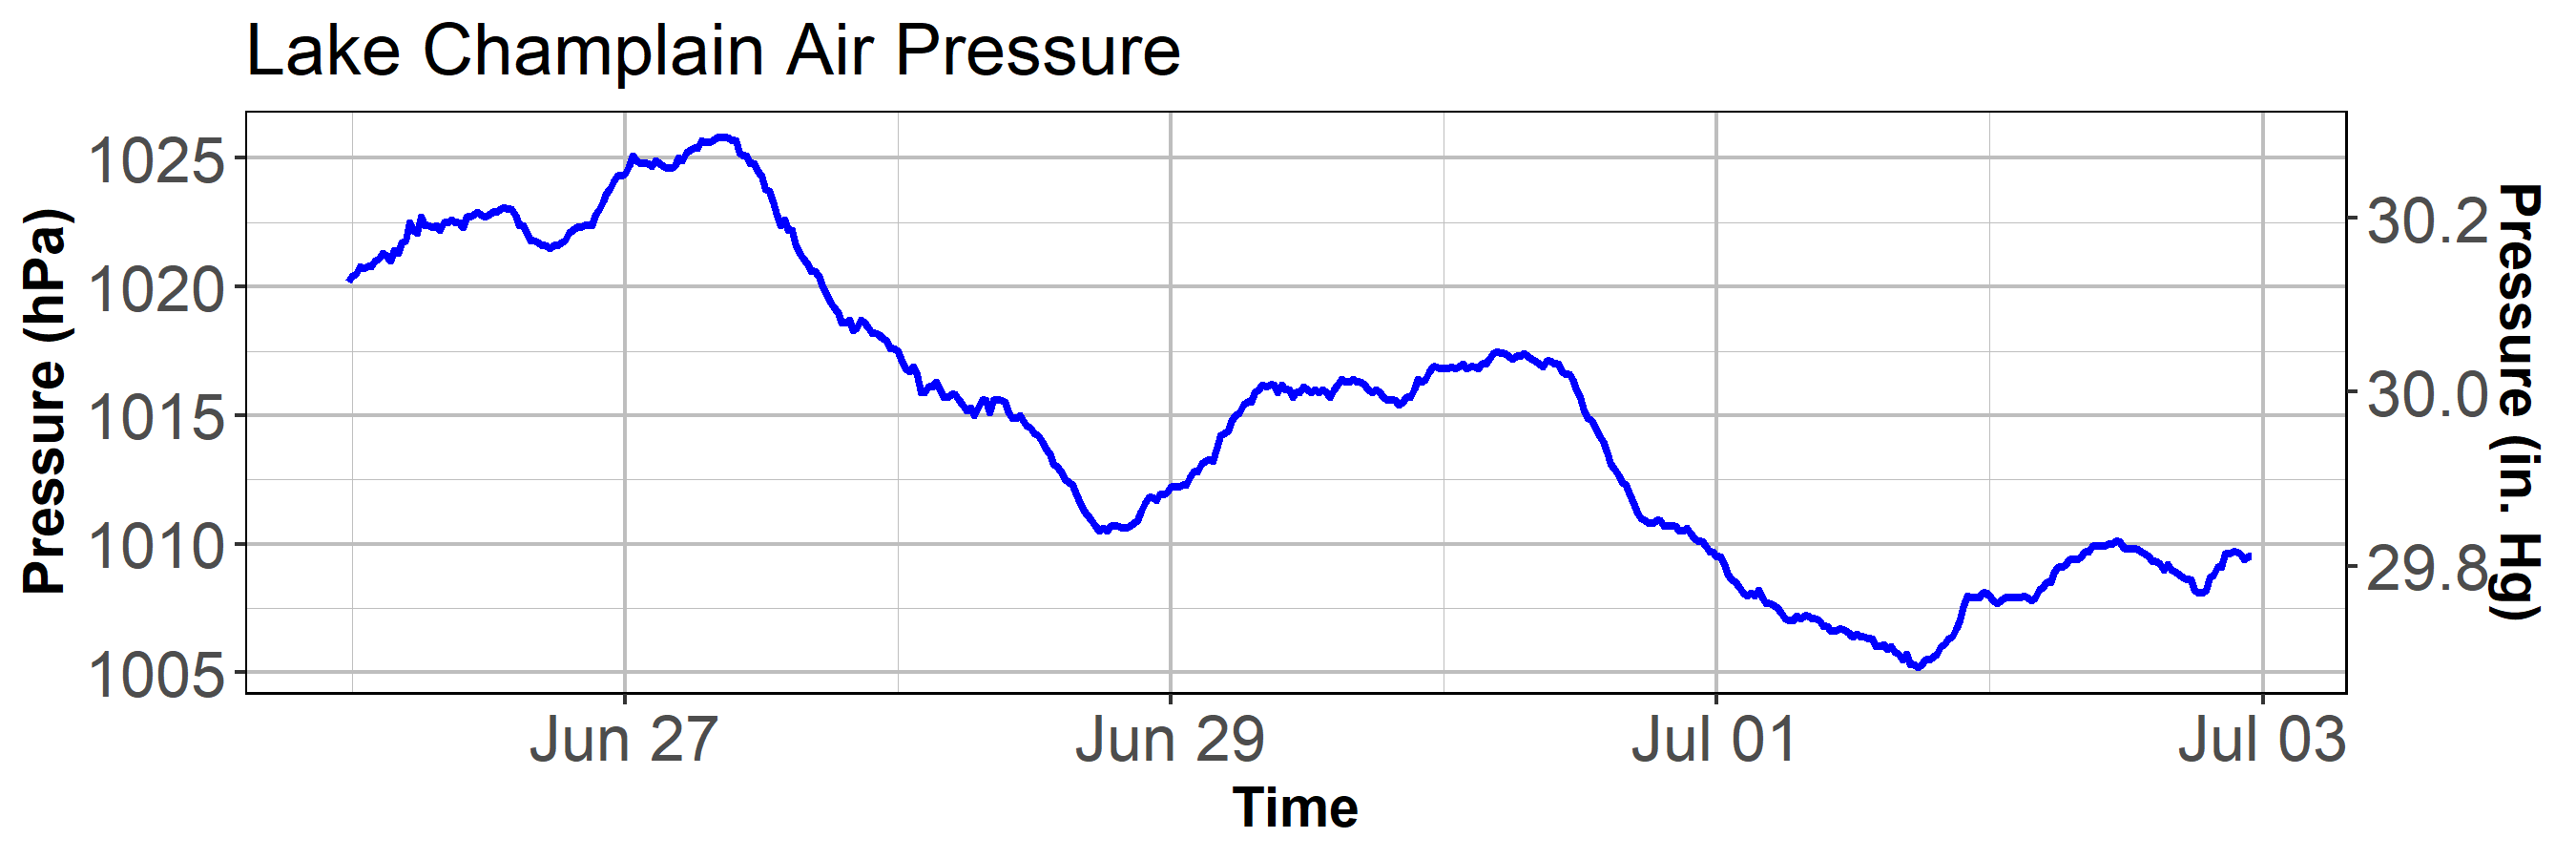 Lake Champlain Air Pressure
1025
1020
1015
1010
1005
Pressure (hPa)
30.2
30.0
29.8
Pressure (in. Hg)
Jun 27
Jun 29
Jul 01
Jul 03
Time